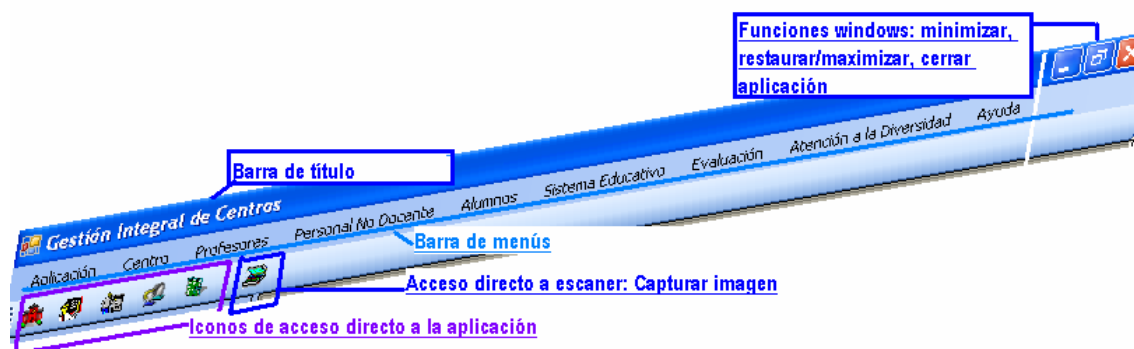 Funciones windows: minimizar,
restaurar/maximizar, cerrar
aplicación
Barra de título
Gestión Integral de Centros
Aplicación Centro Profesores Personal No Docente Alumnos Sistema Educativo Evaluación Atención a la Diversidad Ayuda
Barra de menús
Acceso directo a escaner: Capturar imagen
Iconos de acceso directo a la aplicación